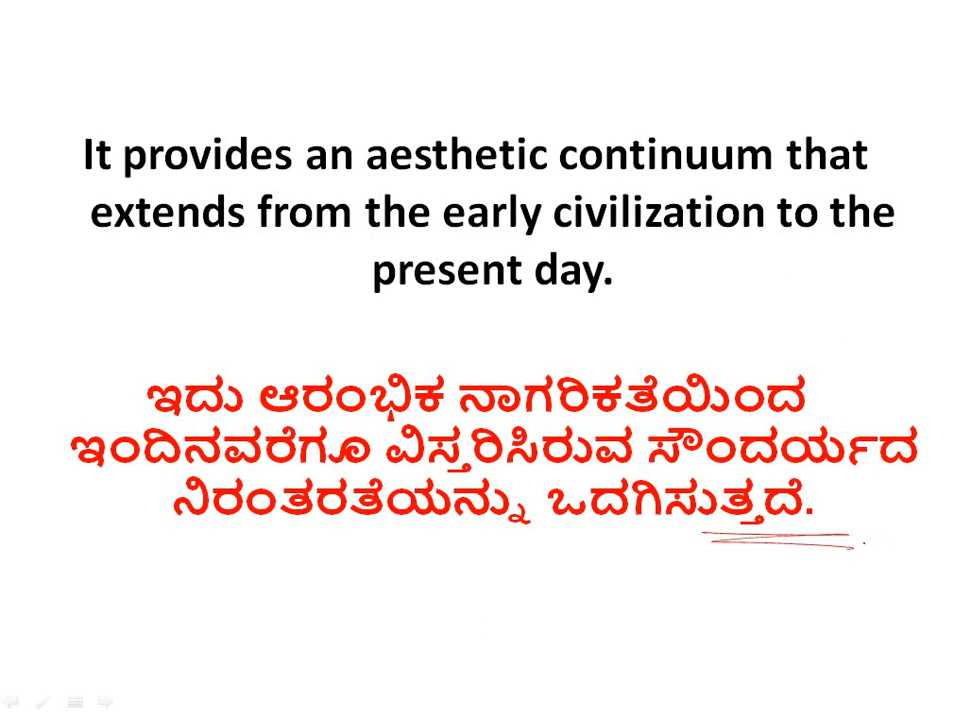 It provides an aesthetic continuum that
extends from the early civilization to the
present day.
ಇದು ಆರಂಭಿಕ ನಾಗರಿಕತೆಯಿಂದ
ಇಂದಿನವರೆಗೂ ವಿಸ್ತರಿಸಿರುವ ಸೌಂದರ್ಯದ
ನಿರಂತರತೆಯನ್ನು ಒದಗಿಸುತ್ತದೆ.